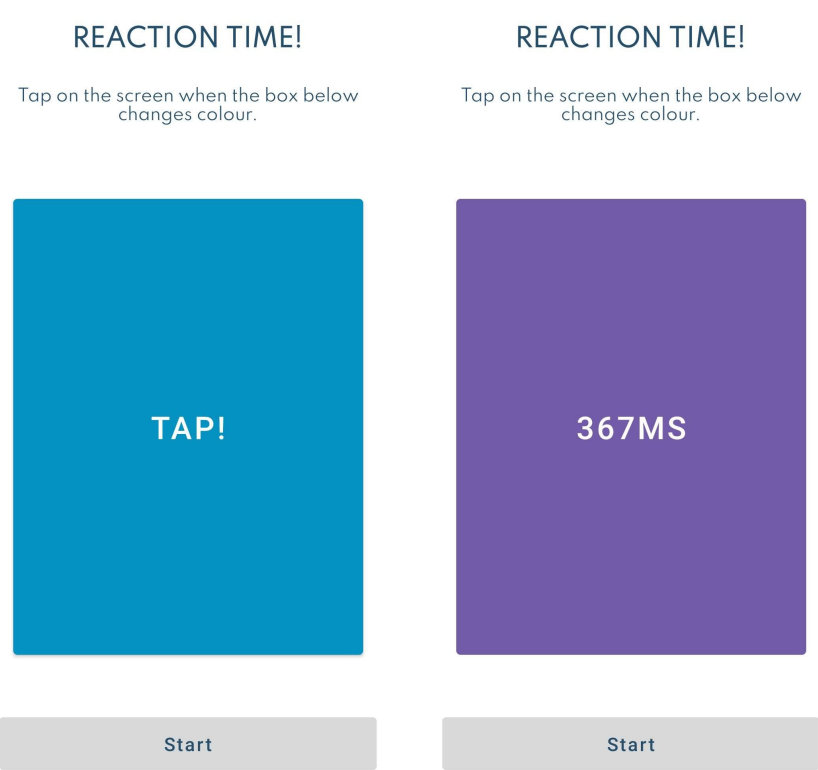 REACTION TIME!
Tap on the screen when the box below
changes colour.
TAP!
Start
REACTION TIME!
Tap on the screen when the box below
changes colour.
367MS
Start